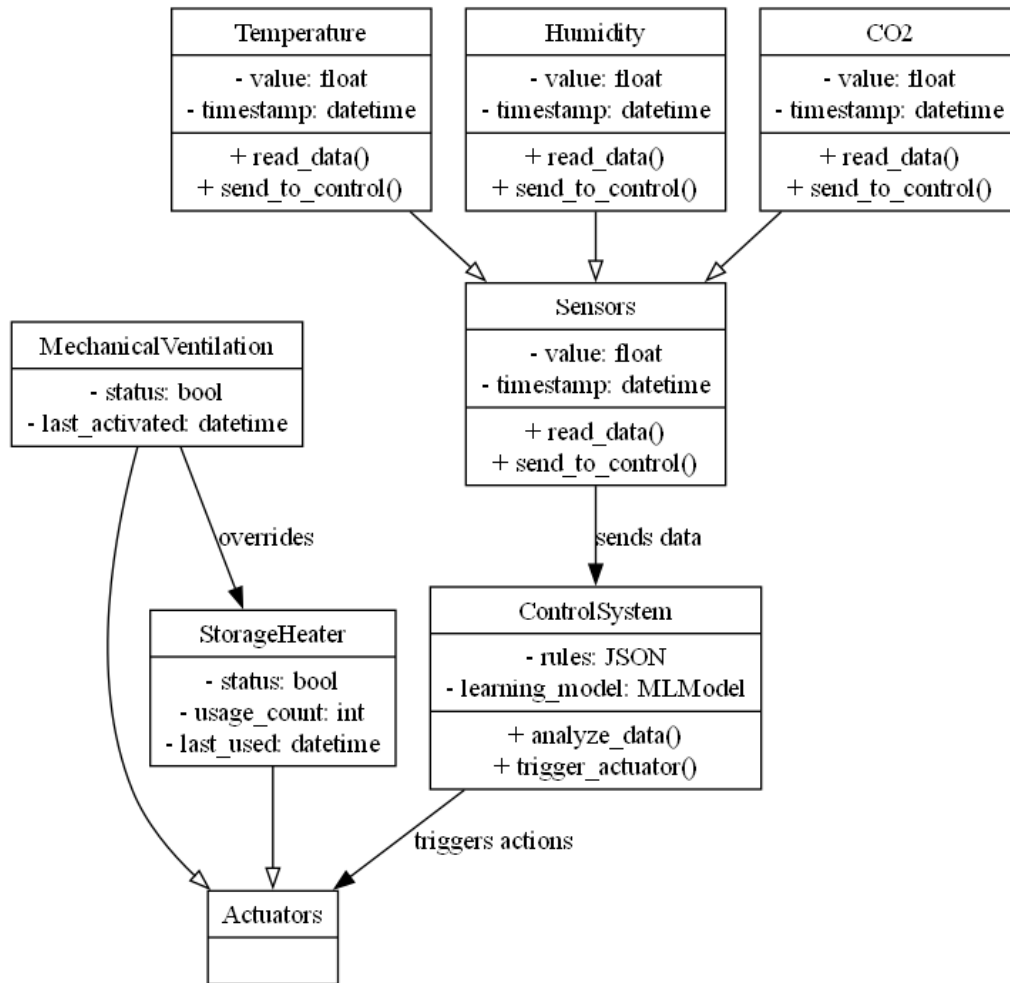 Temperature
- value: float
- timestamp: datetime
+ read_data()
+ send_to_control()
Humidity
- value: float
- timestamp: datetime
+ read_data()
+ send_to_control()
CO2
- value: float
- timestamp: datetime
+ read_data()
+ send_to_control()
Sensors
- value: float
- timestamp: datetime
+ read_data()
+ send_to_control()
MechanicalVentilation
- status: bool
- last_activated: datetime
overrides
sends data
StorageHeater
- status: bool
- usage_count: int
- last_used: datetime
ControlSystem
- rules: JSON
- learning_model: MLModel
+ analyze_data()
+ trigger_actuator()
triggers actions
Actuators